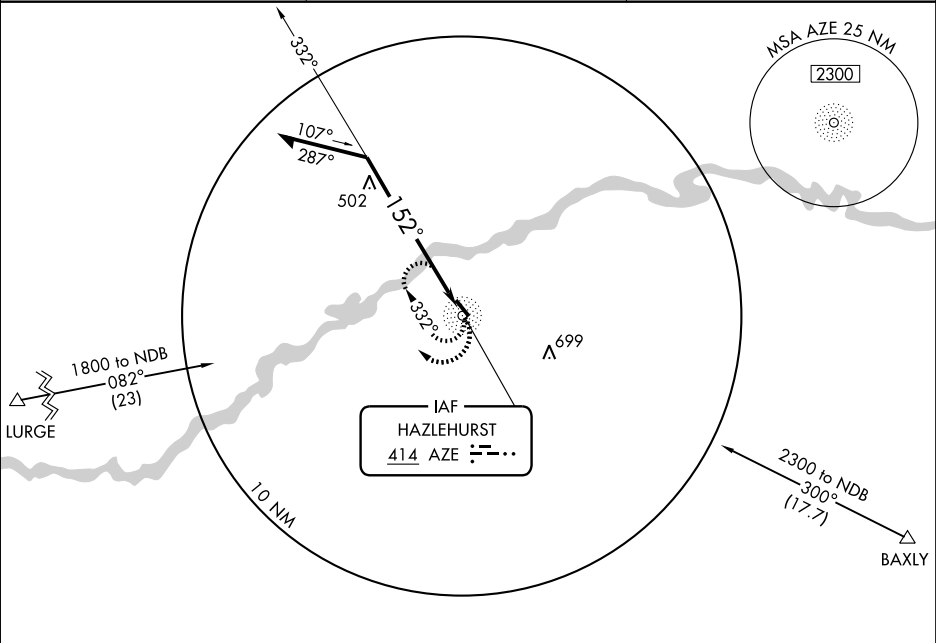 MSA AZE 25 NM
2300
332°
107°
287°
502
152°
332°
699
1800 to NDB
082°
(23)
LURGE
IAF
HAZLEHURST
414 AZE
2300 to NDB
300°
(17.7)
BAXLY
10 NM